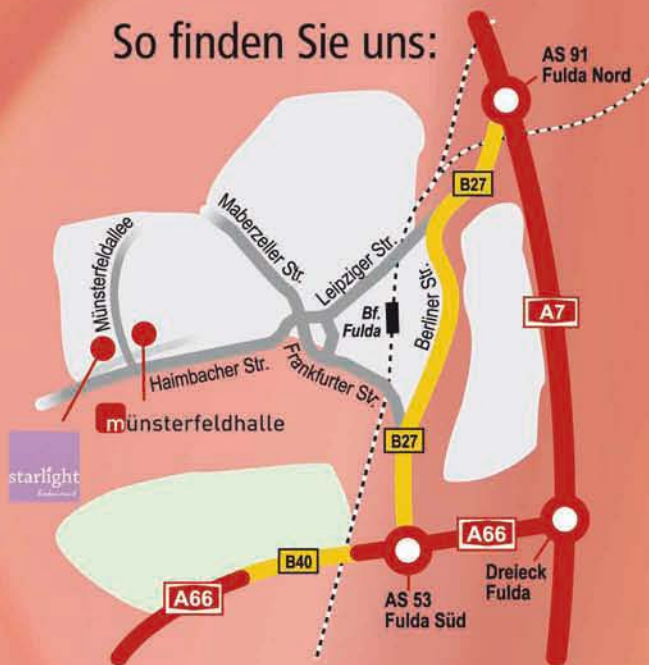 So finden Sie uns:
AS 91
Fulda Nord
B27
Maberzeller Str.
Leipziger Str.
Münsterfeldallee
Berliner Str.
Bf.
Fulda
A7
Haimbacher Str.
Frankfurter Str.
münsterfeldhalle
starlight
B27
A66
B40
A66
AS 53
Fulda Süd
Dreieck
Fulda